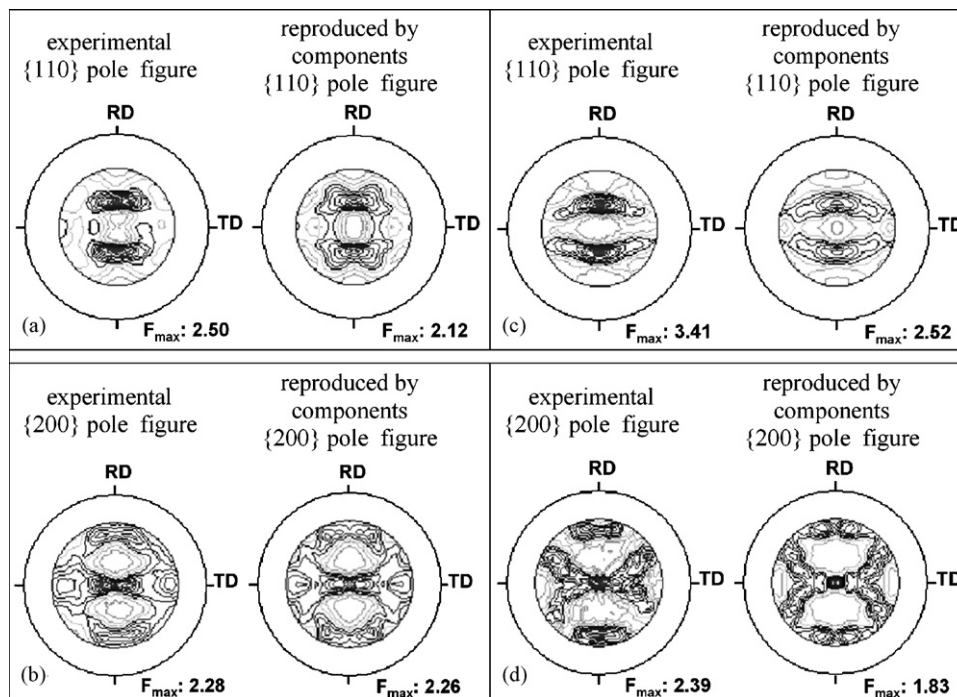 experimental
{110} pole figure
reproduced by
components
{110} pole figure
RD
TD
RD
TD
(a)
F_max: 2.50
F_max: 2.12
experimental
{110} pole figure
reproduced by
components
{110} pole figure
RD
TD
RD
TD
(c)
F_max: 3.41
F_max: 2.52
experimental
{200} pole figure
reproduced by
components
{200} pole figure
RD
TD
RD
TD
(b)
F_max: 2.28
F_max: 2.26
experimental
{200} pole figure
reproduced by
components
{200} pole figure
RD
TD
RD
TD
(d)
F_max: 2.39
F_max: 1.83